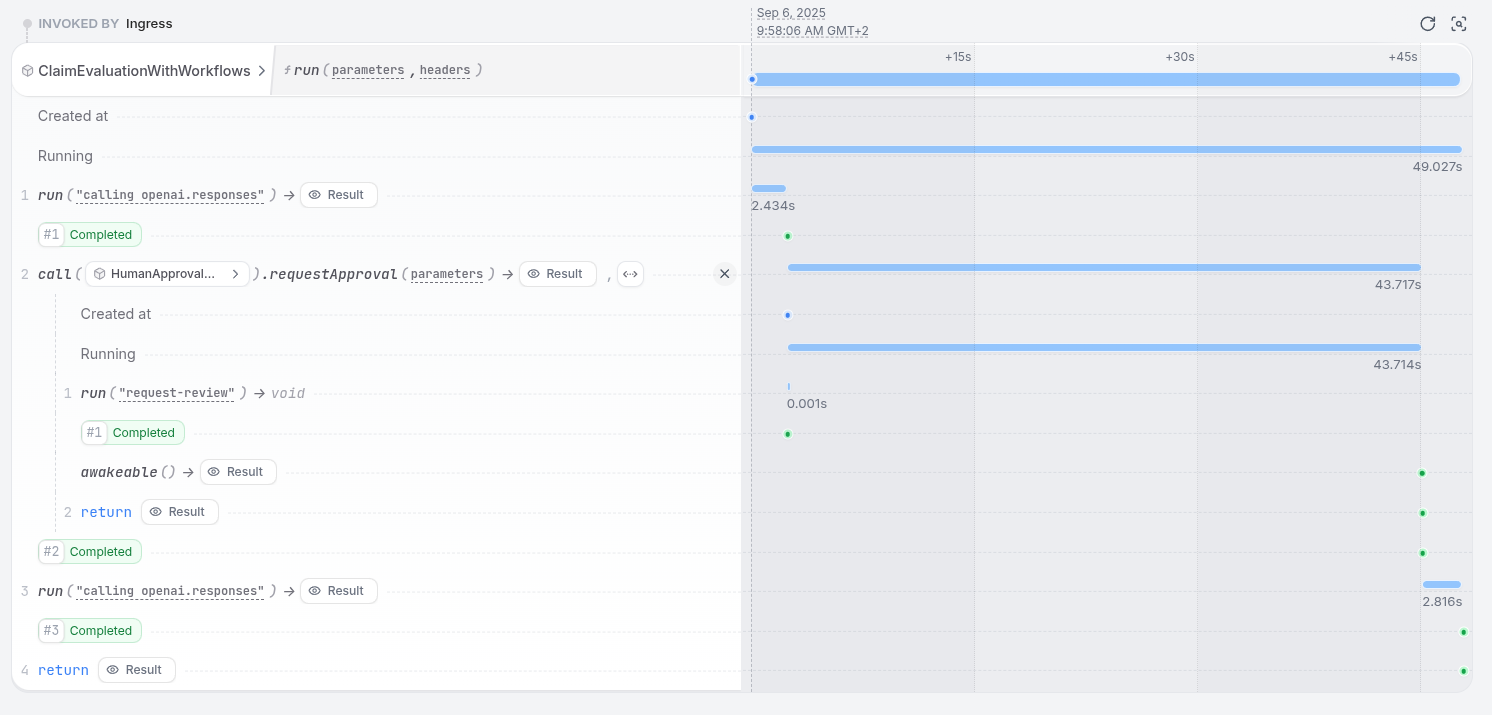 INVOKED BY Ingress
Sep 6, 2025
9:58:06 AM GMT+2
ClaimEvaluationWithWorkflows
ƒ run ( parameters , headers )
+15s
+30s
+45s
Created at
Running
49.027s
1 run ( "calling openai.responses" ) → Result
2.434s
#1 Completed
2 call ( HumanApproval... > ) .requestApproval ( parameters ) → Result ,
43.717s
Created at
Running
43.714s
1 run ( "request-review" ) → void
0.001s
#1 Completed
awakeable () → Result
2 return Result
#2 Completed
3 run ( "calling openai.responses" ) → Result
2.816s
#3 Completed
4 return Result